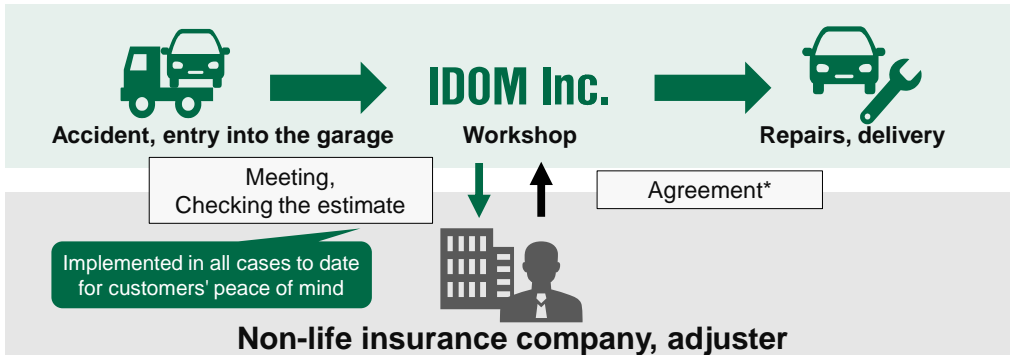 IDOM Inc.
Accident, entry into the garage
Workshop
Repairs, delivery
Meeting,
Checking the estimate
Agreement*
Implemented in all cases to date
for customers' peace of mind
Non-life insurance company, adjuster